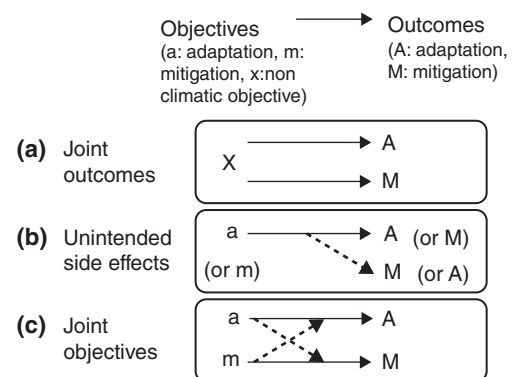 Objectives
(a: adaptation, m:
mitigation, x:non
climatic objective)
Outcomes
(A: adaptation,
M: mitigation)
(a) Joint
outcomes
X
A
M
(b) Unintended
side effects
a
(or m)
A (or M)
M (or A)
(c) Joint
objectives
a
m
A
M